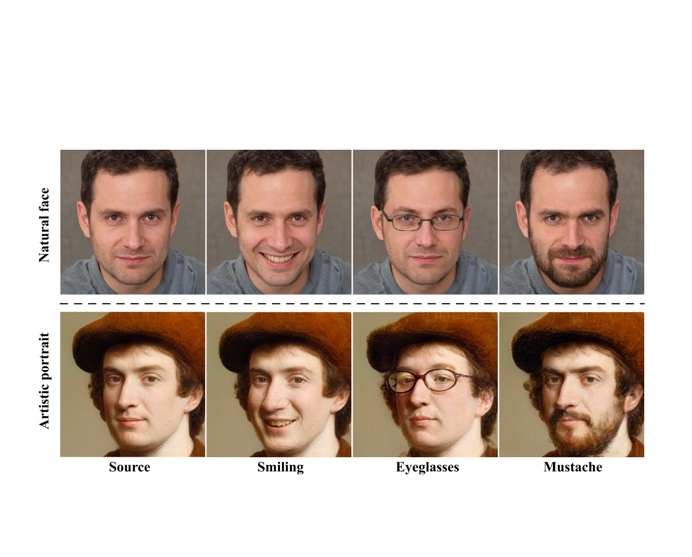 Natural face
Artistic portrait
Source
Smiling
Eyeglasses
Mustache